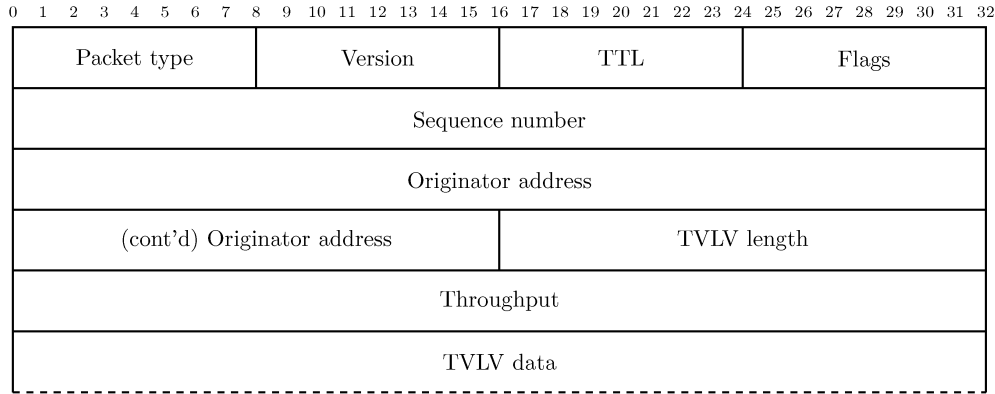 0 1 2 3 4 5 6 7 8 9 10 11 12 13 14 15 16 17 18 19 20 21 22 23 24 25 26 27 28 29 30 31 32
Packet type Version TTL Flags
Sequence number
Originator address
(cont'd) Originator address TVLV length
Throughput
TVLV data